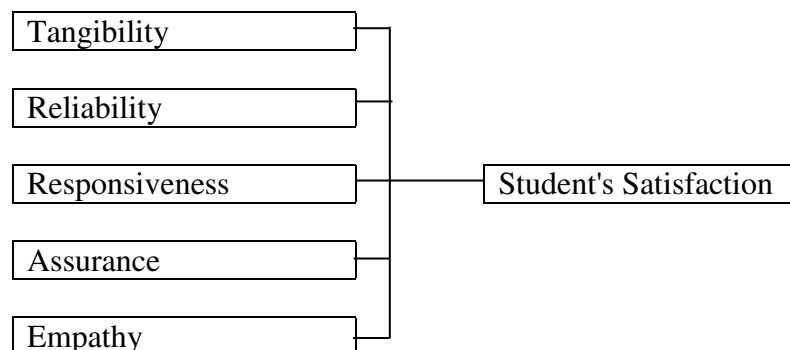 Tangibility
Reliability
Responsiveness
Student's Satisfaction
Assurance
Empathy